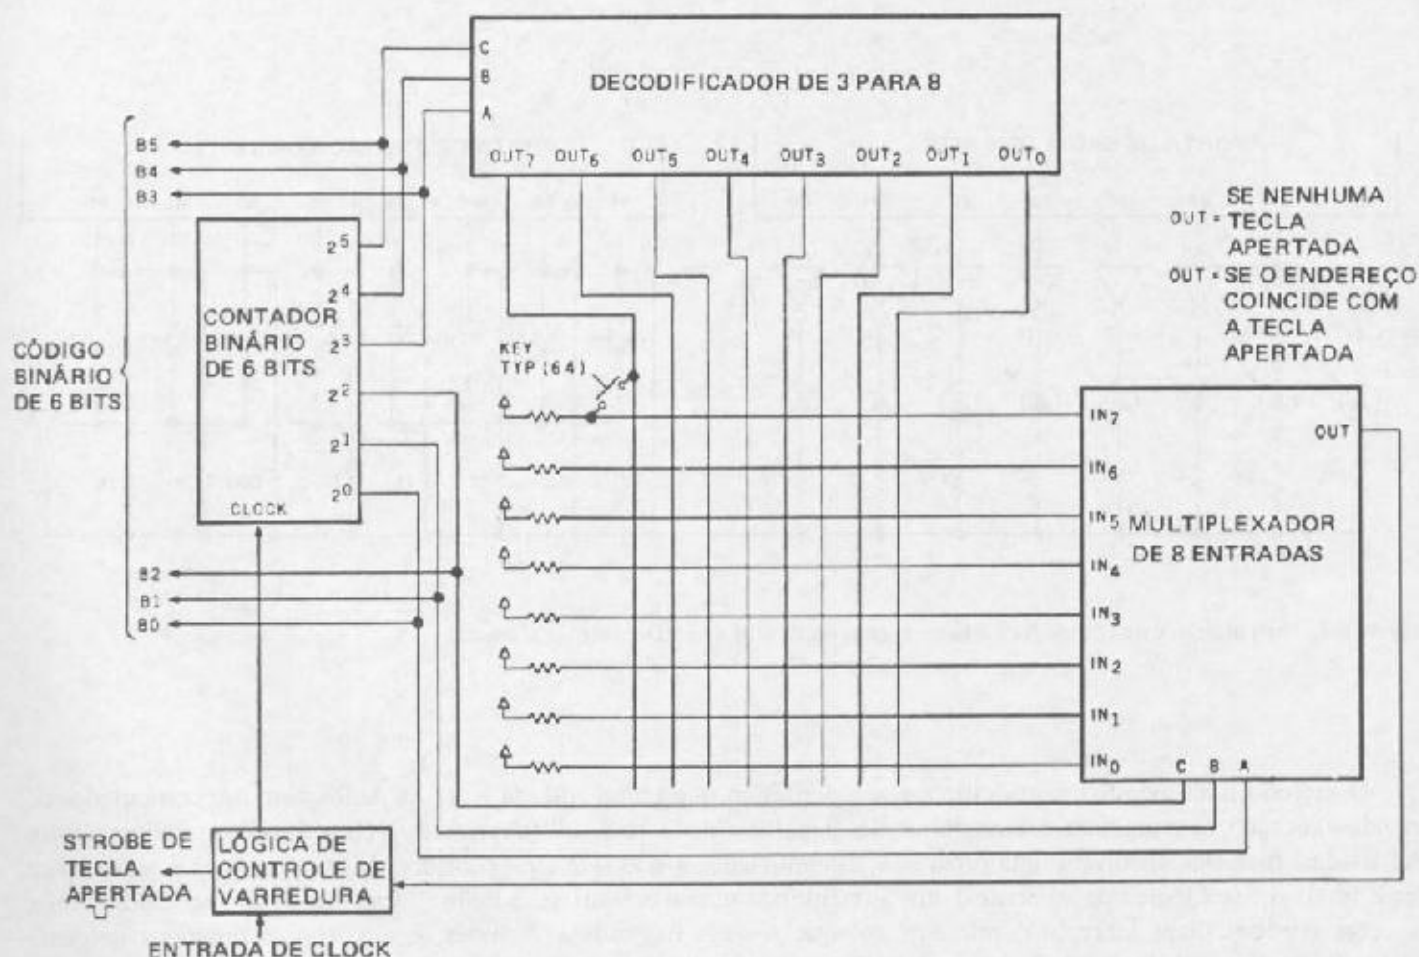 DECODIFICADOR DE 3 PARA 8
C
B
A
OUT7 OUT6 OUT5 OUT4 OUT3 OUT2 OUT1 OUT0
B5
B4
B3
CÓDIGO
BINÁRIO
DE 6 BITS
CONTADOR
BINÁRIO
DE 6 BITS
2^5
2^4
2^3
2^2
2^1
2^0
CLOCK
B2
B1
B0
KEY
TYP (64)
OUT = SE NENHUMA
TECLA
APERTADA
OUT = SE O ENDEREÇO
COINCIDE COM
A TECLA
APERTADA
IN7
IN6
IN5
IN4
IN3
IN2
IN1
IN0
OUT
MULTIPLEXADOR
DE 8 ENTRADAS
C B A
STROBE DE
TECLA
APERTADA
LÓGICA DE
CONTROLE DE
VARREDURA
ENTRADA DE CLOCK